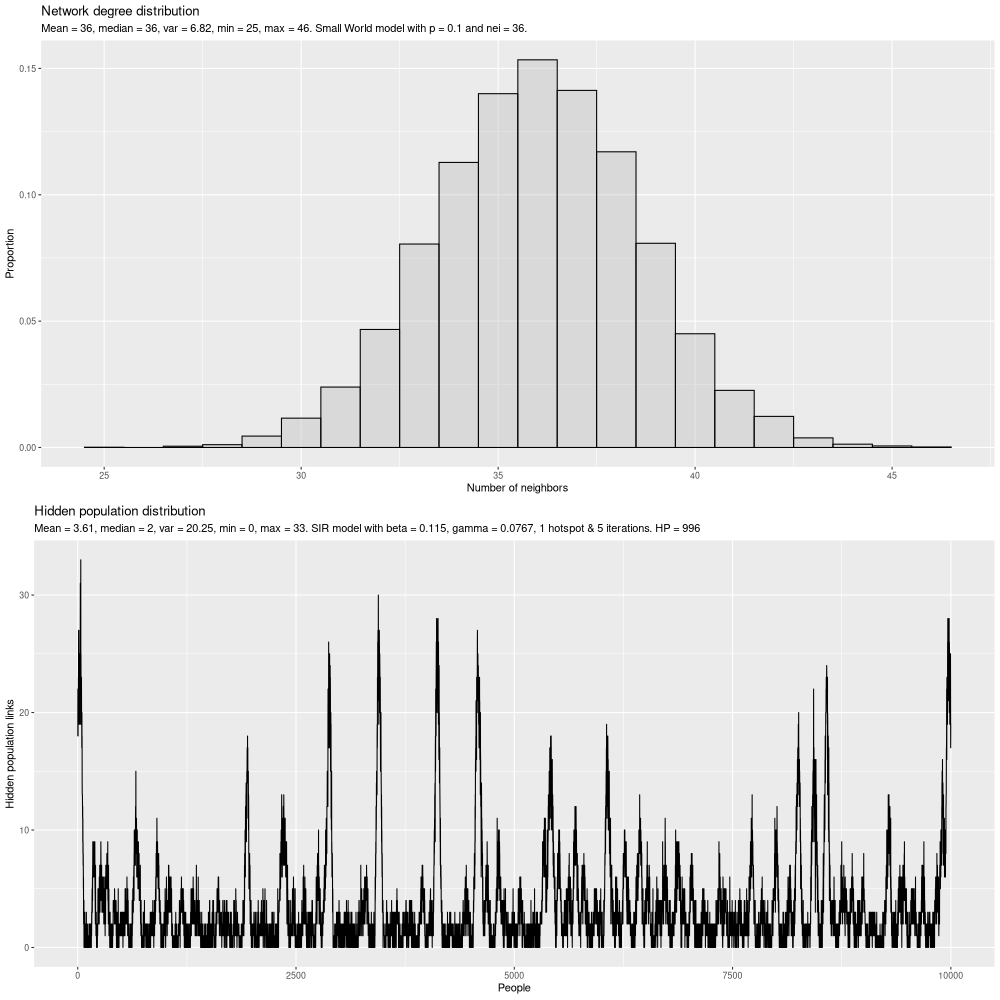 Network degree distribution
Mean = 36, median = 36, var = 6.82, min = 25, max = 46. Small World model with p = 0.1 and nei = 36.
0.15
0.10
0.05
0.00
Proportion
25 30 35 40 45
Number of neighbors
Hidden population distribution
Mean = 3.61, median = 2, var = 20.25, min = 0, max = 33. SIR model with beta = 0.115, gamma = 0.0767, 1 hotspot & 5 iterations. HP = 996
30
20
10
0
Hidden population links
0 2500 5000 7500 10000
People